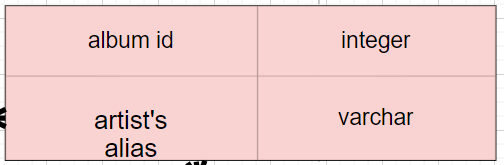 album id integer
artist's varchar
alias